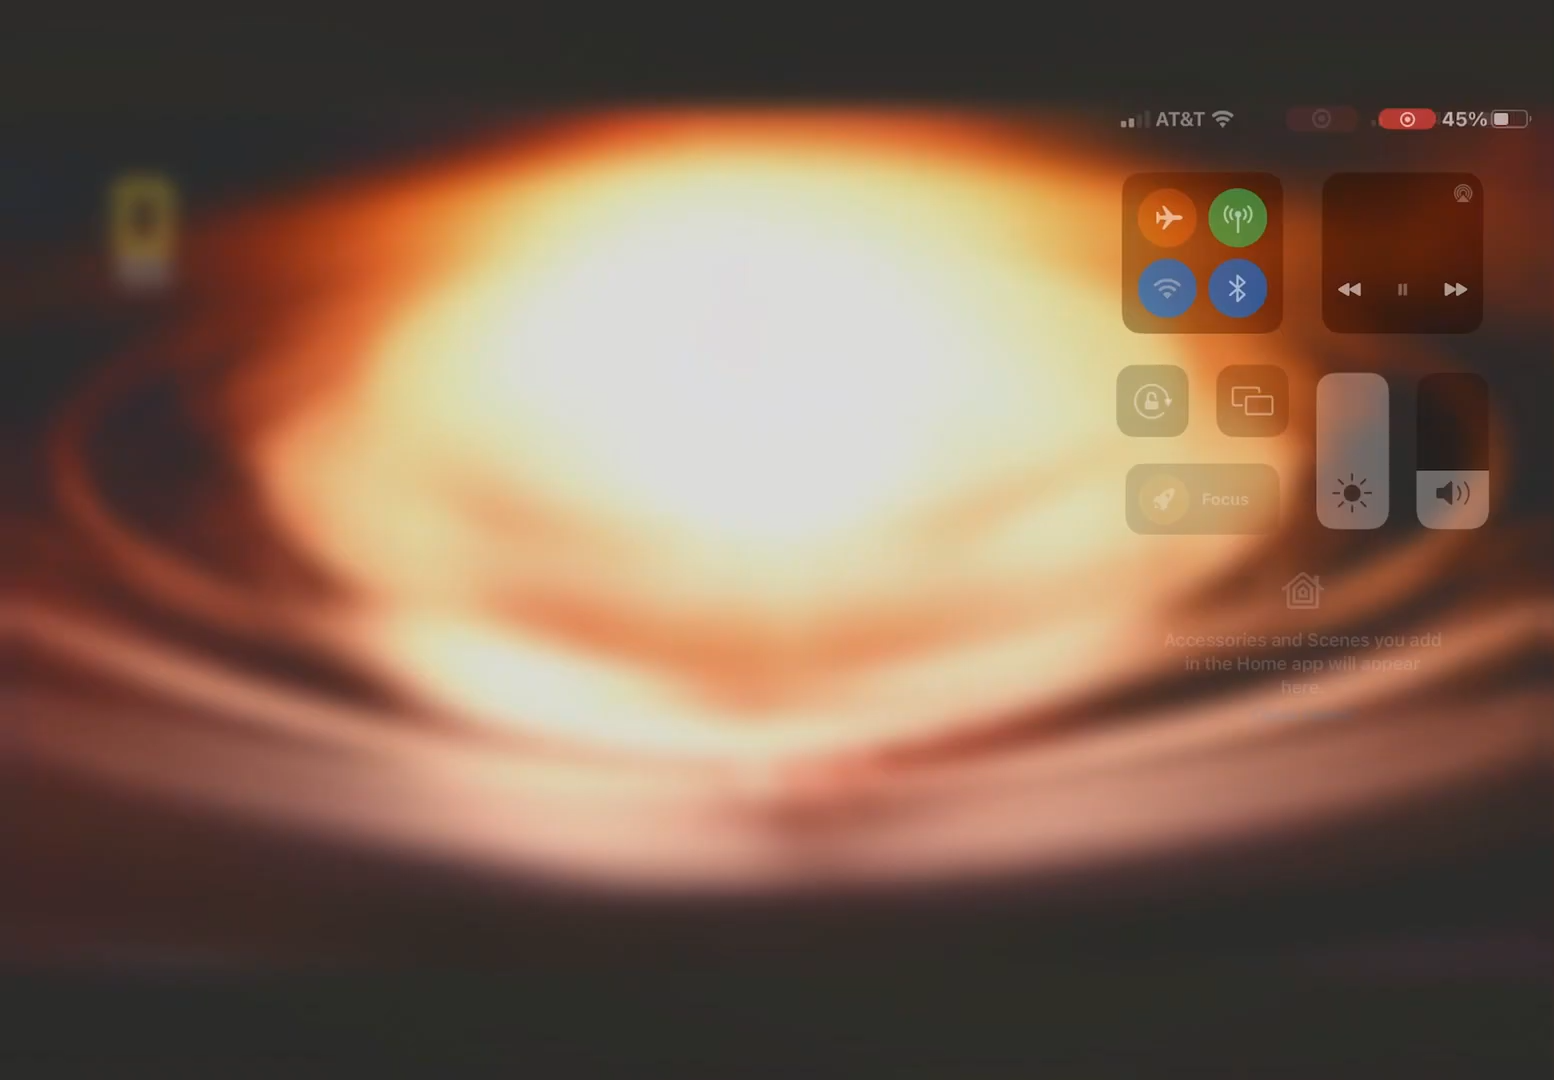 AT&T 45%
Focus
Accessories and Scenes you add
in the Home app will appear
here.